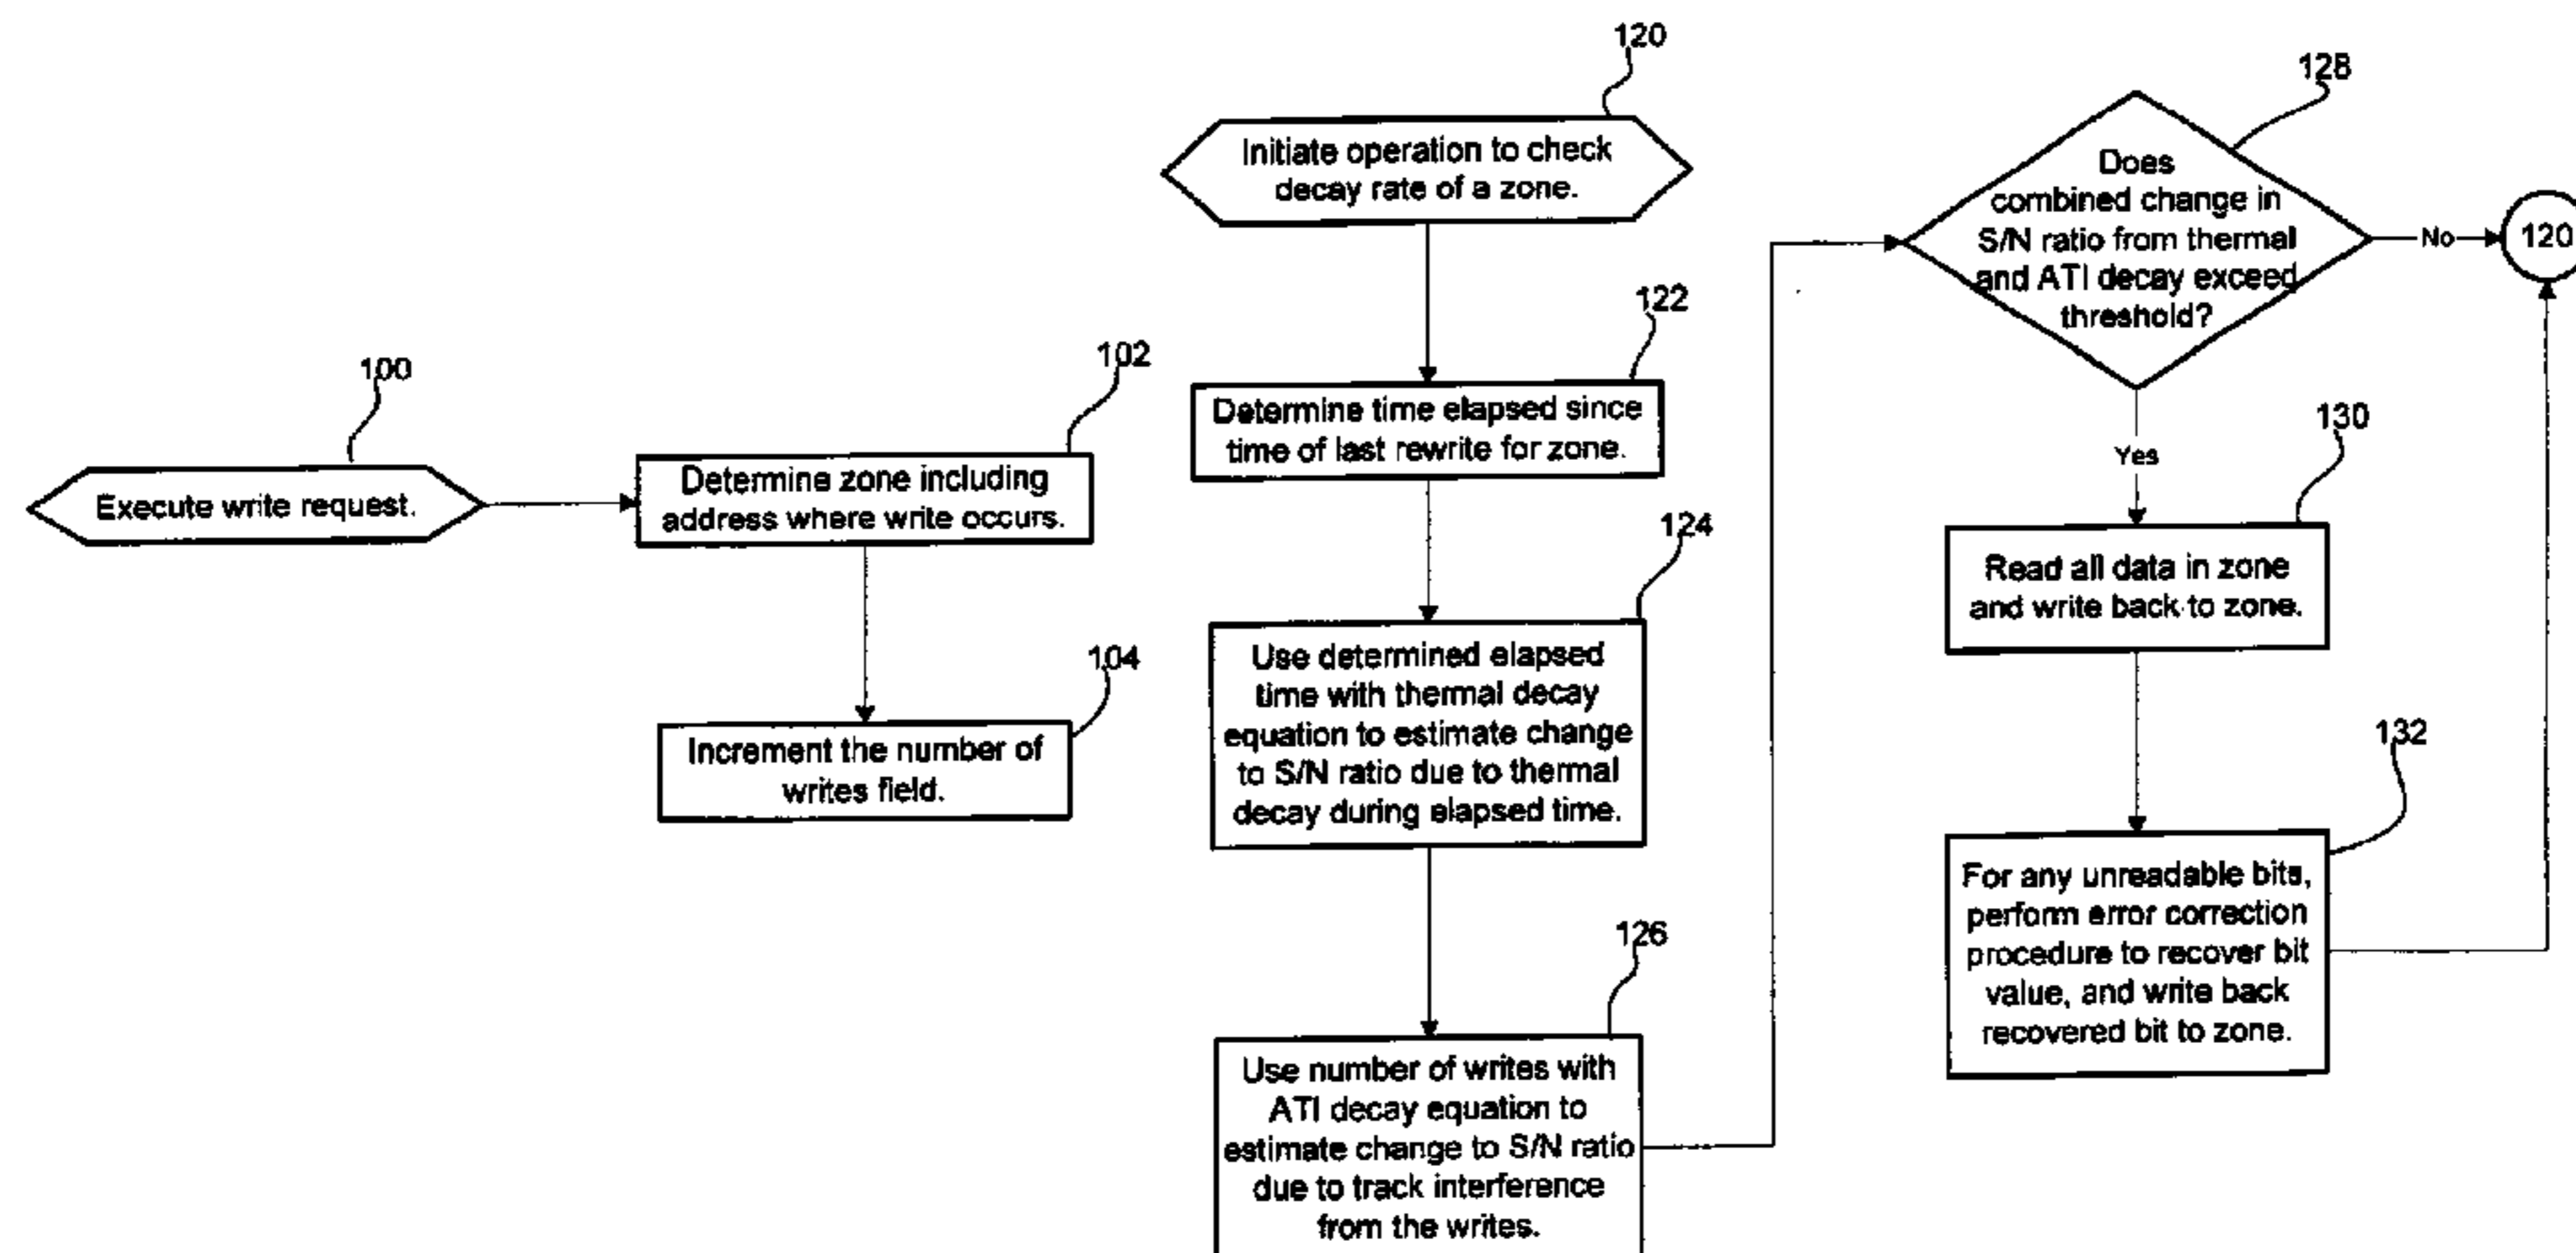 100
Execute write request.
102
Determine zone including
address where write occurs.
104
Increment the number of
writes field.
120
Initiate operation to check
decay rate of a zone.
122
Determine time elapsed since
time of last rewrite for zone.
124
Use determined elapsed
time with thermal decay
equation to estimate change
to S/N ratio due to thermal
decay during elapsed time.
126
Use number of writes with
ATI decay equation to
estimate change to S/N ratio
due to track interference
from the writes.
128
Does
combined change in
S/N ratio from thermal
and ATI decay exceed
threshold?
No
120
Yes
130
Read all data in zone
and write back to zone.
132
For any unreadable bits,
perform error correction
procedure to recover bit
value, and write back
recovered bit to zone.